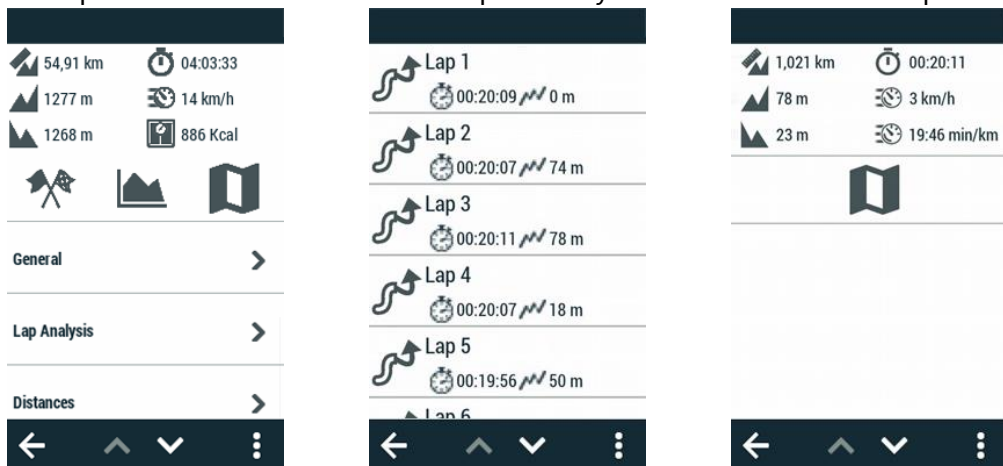 54,91 km 04:03:33
1277 m 14 km/h
1268 m 886 Kcal
General
Lap Analysis
Distances
Lap 1
00:20:09 0 m
Lap 2
00:20:07 74 m
Lap 3
00:20:11 78 m
Lap 4
00:20:07 18 m
Lap 5
00:19:56 50 m
Lap 6
1,021 km 00:20:11
78 m 3 km/h
23 m 19:46 min/km